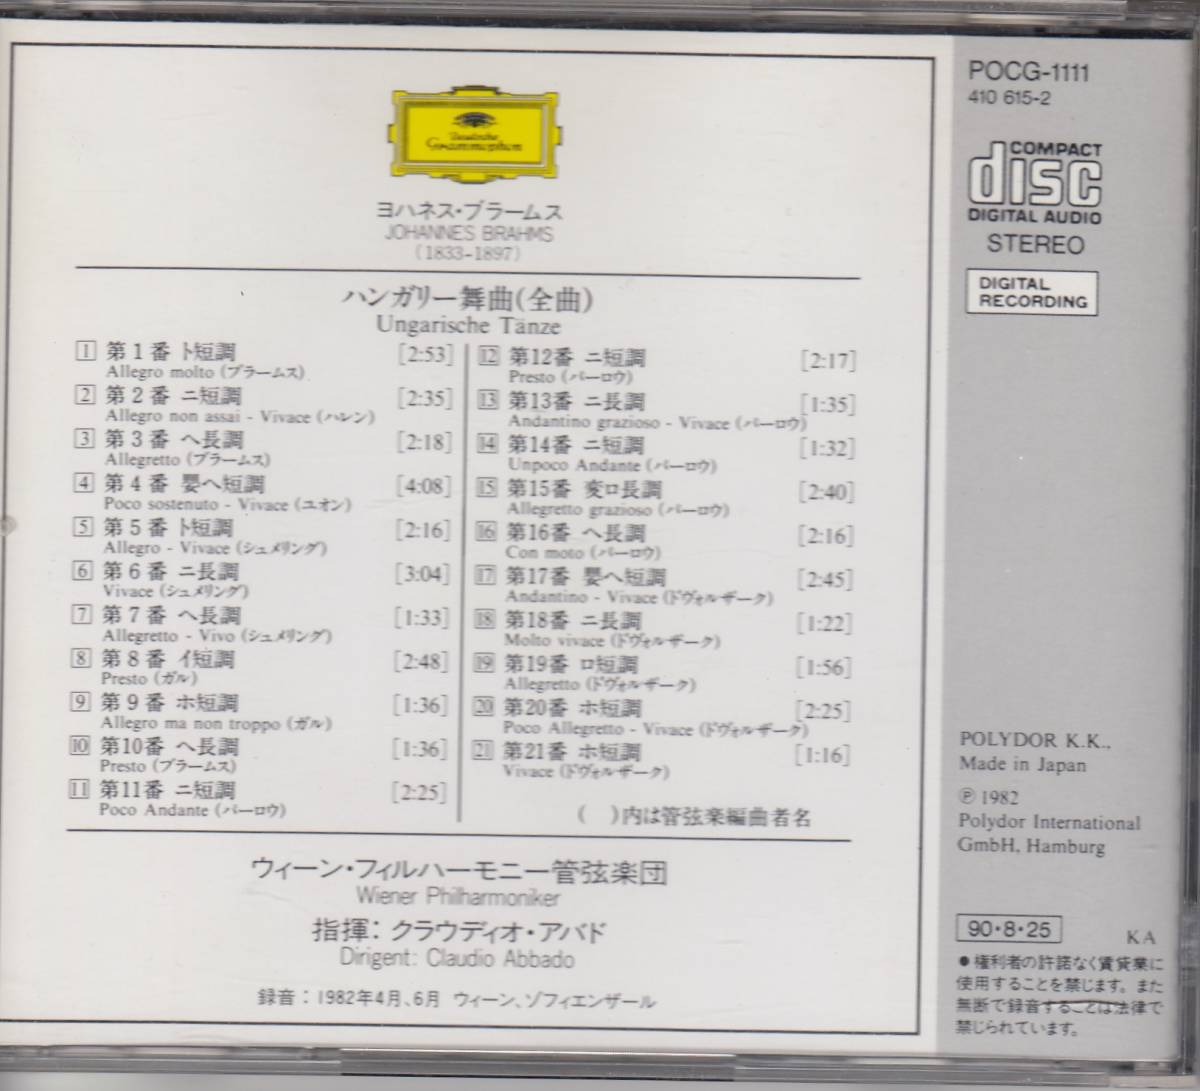 Deutsche
Grammophon
ヨハネス・ブラームス
JOHANNES BRAHMS
(1833-1897)
ハンガリー舞曲(全曲)
Ungarische Tänze
1 第1番 ト短調 [2:53]
Allegro molto (ブラームス)
2 第2番 ニ短調 [2:35]
Allegro non assai - Vivace (ハレン)
3 第3番 ヘ長調 [2:18]
Allegretto (ブラームス)
4 第4番 嬰ヘ短調 [4:08]
Poco sostenuto - Vivace (ユオン)
5 第5番 ト短調 [2:16]
Allegro - Vivace (シュメリング)
6 第6番 ニ長調 [3:04]
Vivace (シュメリング)
7 第7番 ヘ長調 [1:33]
Allegretto - Vivo (シュメリング)
8 第8番 イ短調 [2:48]
Presto (ガル)
9 第9番 ホ短調 [1:36]
Allegro ma non troppo (ガル)
10 第10番 ヘ長調 [1:36]
Presto (ブラームス)
11 第11番 ニ短調 [2:25]
Poco Andante (パーロウ)
12 第12番 ニ短調 [2:17]
Presto (パーロウ)
13 第13番 ニ長調 [1:35]
Andantino grazioso - Vivace (パーロウ)
14 第14番 ニ短調 [1:32]
Unpoco Andante (パーロウ)
15 第15番 変ロ長調 [2:40]
Allegretto grazioso (パーロウ)
16 第16番 ヘ長調 [2:16]
Con moto (パーロウ)
17 第17番 嬰ヘ短調 [2:45]
Andantino - Vivace (ドヴォルザーク)
18 第18番 ニ長調 [1:22]
Molto vivace (ドヴォルザーク)
19 第19番 ロ短調 [1:56]
Allegretto (ドヴォルザーク)
20 第20番 ホ短調 [2:25]
Poco Allegretto - Vivace (ドヴォルザーク)
21 第21番 ホ短調 [1:16]
Vivace (ドヴォルザーク)
( )内は管弦楽編曲者名
ウィーン・フィルハーモニー管弦楽団
Wiener Philharmoniker
指揮：クラウディオ・アバド
Dirigent: Claudio Abbado
録音：1982年4月、6月 ウィーン、ゾフィエンザール
POCG-1111
410 615-2
COMPACT
disc
DIGITAL AUDIO
STEREO
DIGITAL
RECORDING
POLYDOR K.K.,
Made in Japan
℗ 1982
Polydor International
GmbH, Hamburg
90・8・25
KA
●権利者の許諾なく賃貸業に
使用することを禁じます。また
無断で録音することは法律で
禁じられています。